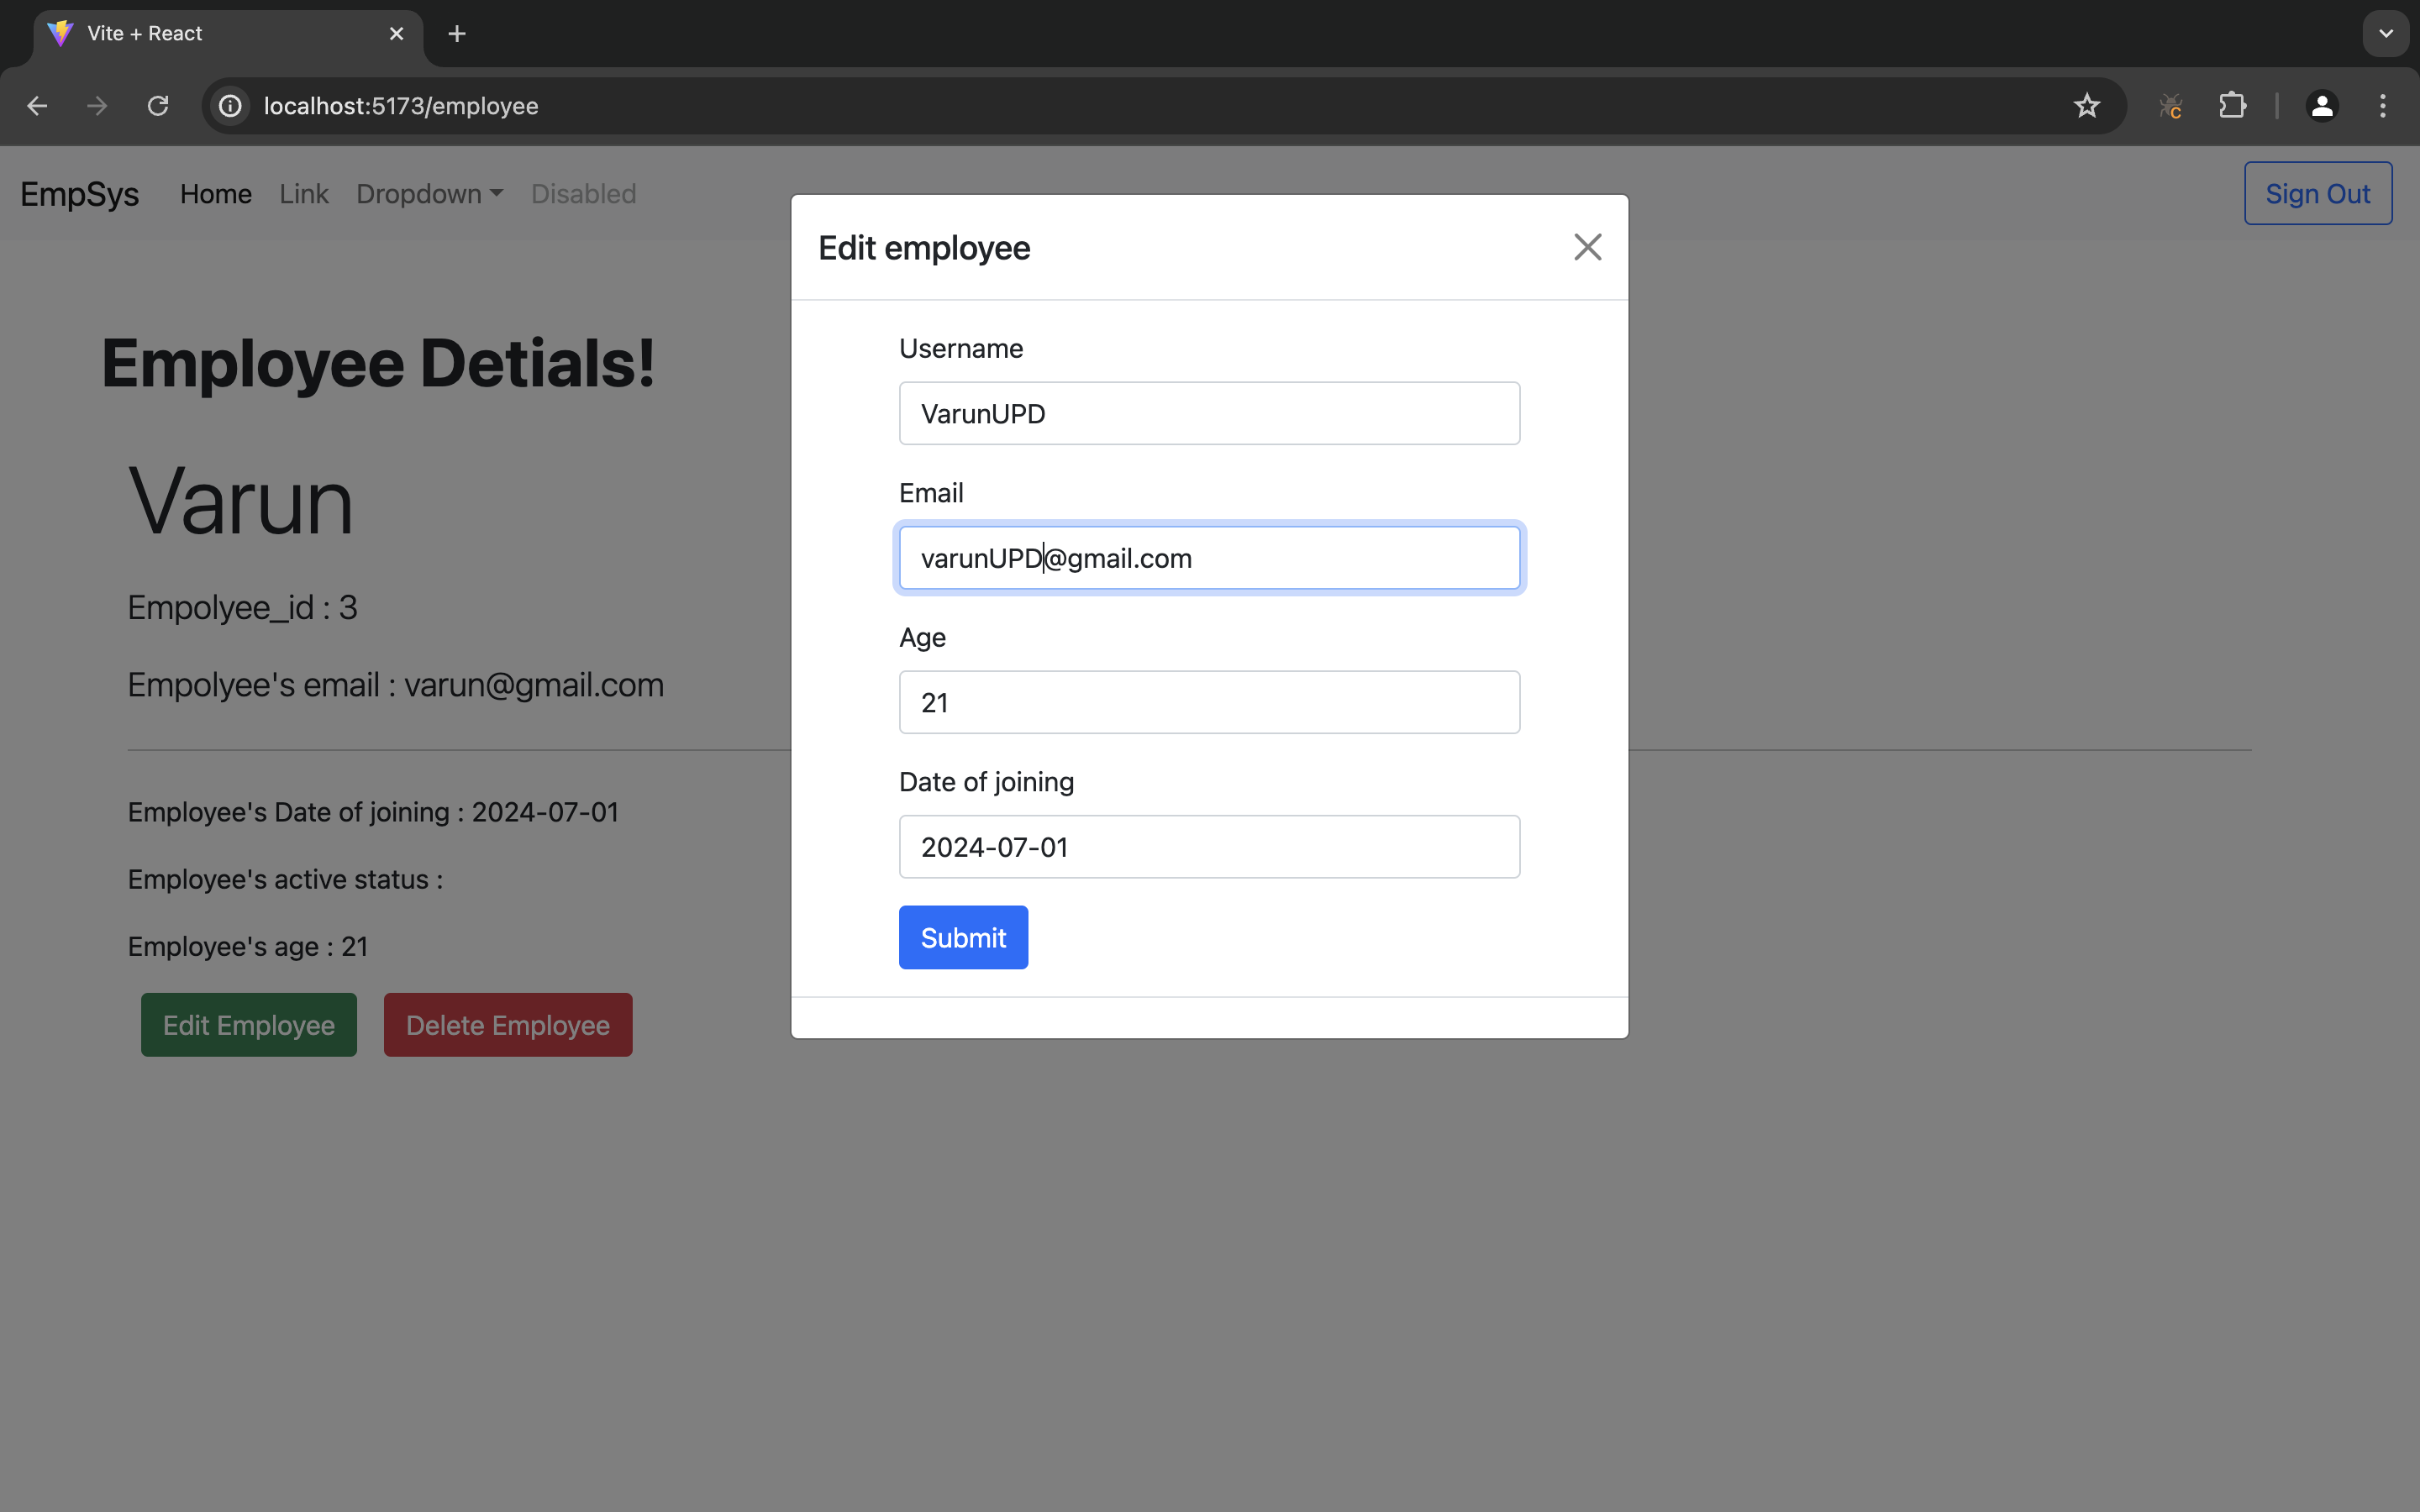 Vite + React
localhost:5173/employee
EmpSys Home Link Dropdown Disabled Sign Out
Employee Detials!
Varun
Empolyee_id : 3
Empolyee's email : varun@gmail.com
Employee's Date of joining : 2024-07-01
Employee's active status :
Employee's age : 21
Edit Employee Delete Employee
Edit employee
Username
VarunUPD
Email
varunUPD@gmail.com
Age
21
Date of joining
2024-07-01
Submit